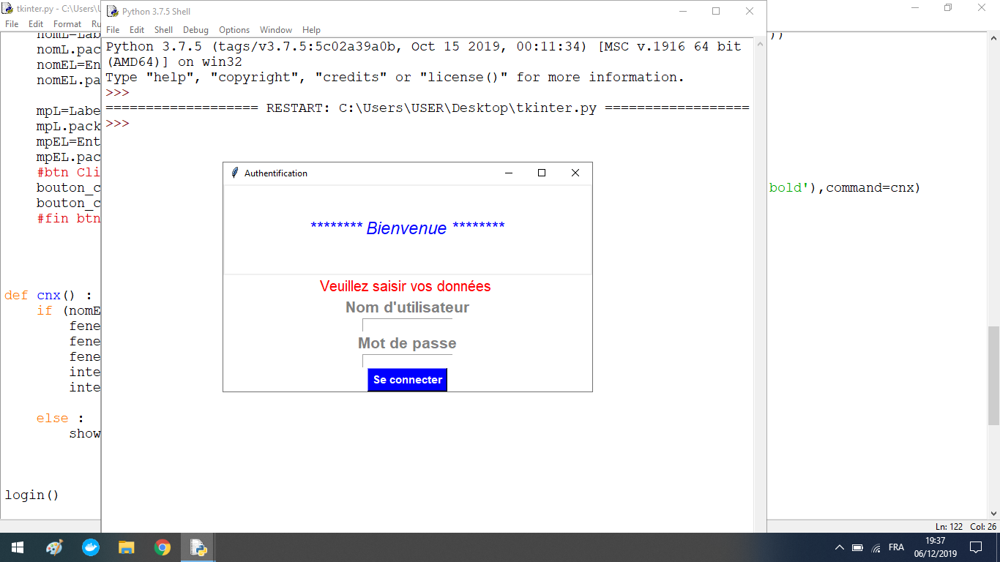 tkinter.py - C:\Users\U
File Edit Format Ru
nomL=Lab
nomL.pac
nomEL=En
nomEL.pa
mpL=Labe
mpL.pack
mpEL=Ent
mpEL.pac
#btn Cli
bouton_c
bold'),command=cnx)
bouton_c
#fin btn
def cnx() :
if (nomE
fene
fene
fene
inte
inte
else :
show
login()
Ln: 122 Col: 26
Python 3.7.5 Shell
File Edit Shell Debug Options Window Help
Python 3.7.5 (tags/v3.7.5:5c02a39a0b, Oct 15 2019, 00:11:34) [MSC v.1916 64 bit
(AMD64)] on win32
Type "help", "copyright", "credits" or "license()" for more information.
>>>
=================== RESTART: C:\Users\USER\Desktop\tkinter.py ==================
>>>
Authentification
******** Bienvenue ********
Veuillez saisir vos données
Nom d'utilisateur
Mot de passe
Se connecter
FRA
19:37
06/12/2019